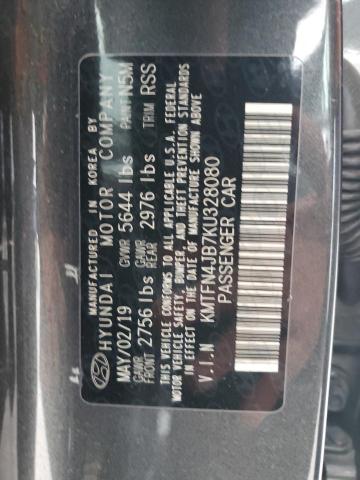 MANUFACTURED IN KOREA BY
HYUNDAI MOTOR COMPANY
MAY/02/19 GVWR 5644 lbs PAINT N5M
GAWR FRONT 2756 lbs GAWR REAR 2976 lbs TRIM RSS
THIS VEHICLE CONFORMS TO ALL APPLICABLE U.S.A. FEDERAL
MOTOR VEHICLE SAFETY, BUMPER, AND THEFT PREVENTION STANDARDS
IN EFFECT ON THE DATE OF MANUFACTURE SHOWN ABOVE
V.I.N KMTFN4JB7KU328080
PASSENGER CAR